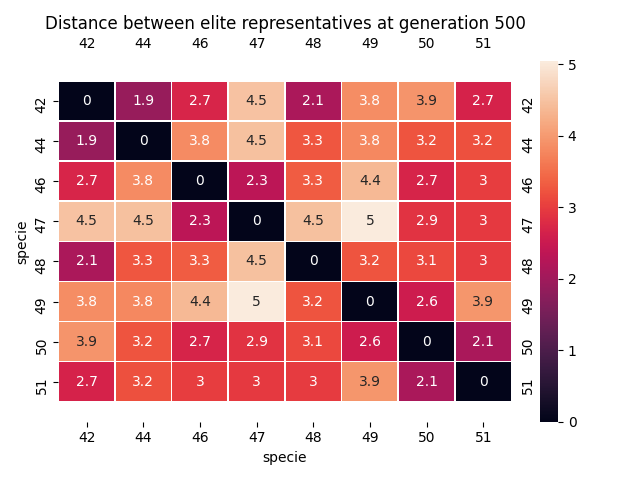 Distance between elite representatives at generation 500
42 44 46 47 48 49 50 51
42 0 1.9 2.7 4.5 2.1 3.8 3.9 2.7 42
44 1.9 0 3.8 4.5 3.3 3.8 3.2 3.2 44
46 2.7 3.8 0 2.3 3.3 4.4 2.7 3 46
47 4.5 4.5 2.3 0 4.5 5 2.9 3 47
48 2.1 3.3 3.3 4.5 0 3.2 3.1 3 48
49 3.8 3.8 4.4 5 3.2 0 2.6 3.9 49
50 3.9 3.2 2.7 2.9 3.1 2.6 0 2.1 50
51 2.7 3.2 3 3 3 3.9 2.1 0 51
42 44 46 47 48 49 50 51
specie
specie
5
4
3
2
1
0